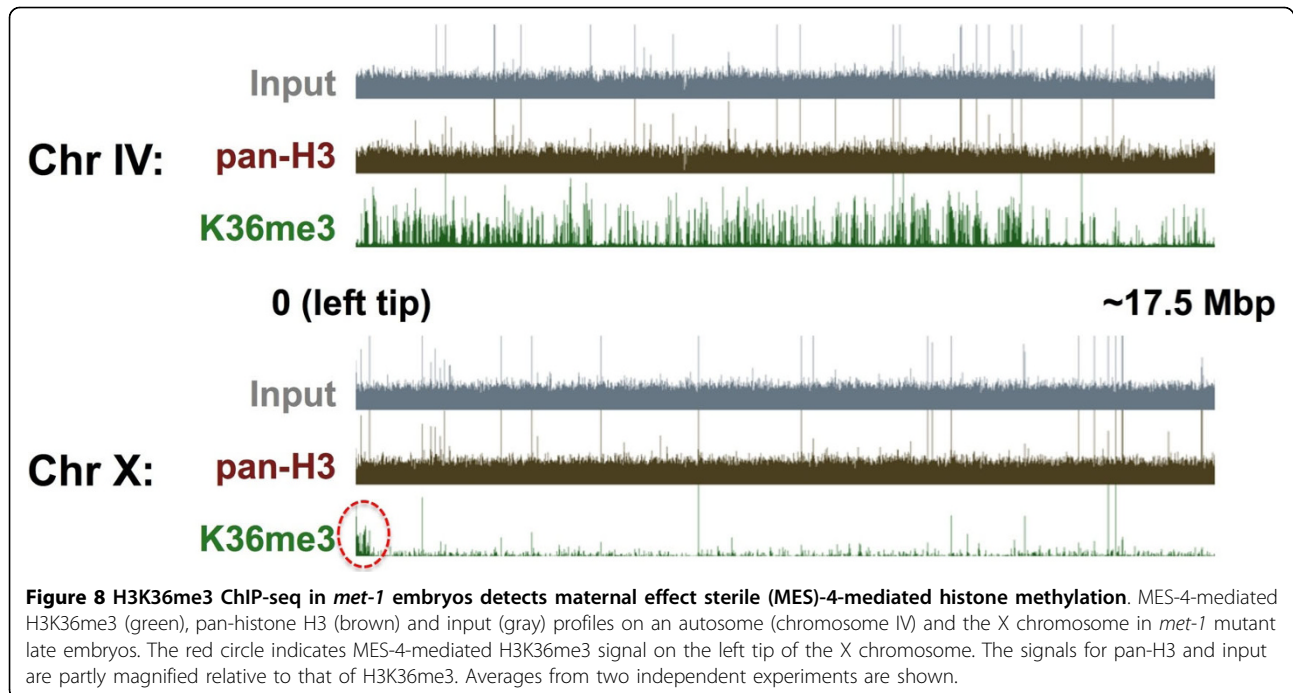 Input
Chr IV: pan-H3
K36me3
0 (left tip) ~17.5 Mbp
Input
Chr X: pan-H3
K36me3
Figure 8 H3K36me3 ChIP-seq in met-1 embryos detects maternal effect sterile (MES)-4-mediated histone methylation. MES-4-mediated
H3K36me3 (green), pan-histone H3 (brown) and input (gray) profiles on an autosome (chromosome IV) and the X chromosome in met-1 mutant
late embryos. The red circle indicates MES-4-mediated H3K36me3 signal on the left tip of the X chromosome. The signals for pan-H3 and input
are partly magnified relative to that of H3K36me3. Averages from two independent experiments are shown.